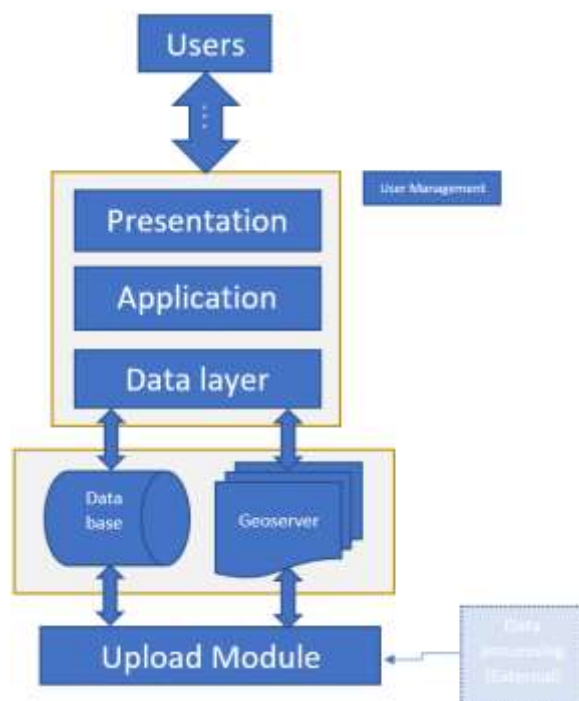 Users
User Management
Presentation
Application
Data layer
Data
base
Geoserver
Upload Module
Data
processing
(External)